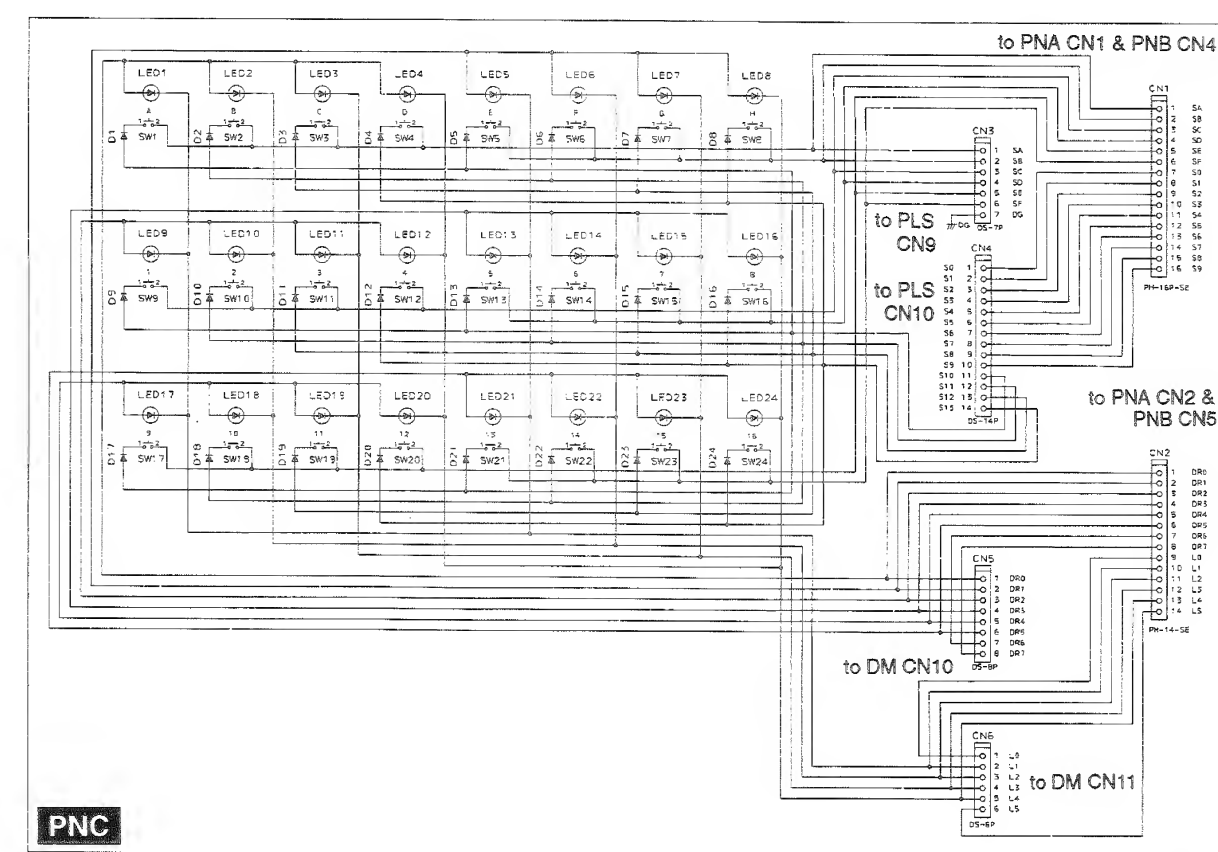 to PNA CN1 & PNB CN4
LED1 LED2 LED3 LED4 LED5 LED6 LED7 LED8
A B C D E F G H
D1 SW1 D2 SW2 D3 SW3 D4 SW4 D5 SW5 D6 SW6 D7 SW7 D8 SW8
CN1
1 SA
2 SB
3 SC
4 SD
5 SE
6 SF
7 S0
8 S1
9 S2
10 S3
11 S4
12 S5
13 S6
14 S7
15 S8
16 S9
PH-16P-SE
CN3
1 SA
2 SB
3 SC
4 SD
5 SE
6 SF
7 DG
DG
DS-7P
to PLS
CN9
LED9 LED10 LED11 LED12 LED13 LED14 LED15 LED16
1 2 3 4 5 6 7 8
D9 SW9 D10 SW10 D11 SW11 D12 SW12 D13 SW13 D14 SW14 D15 SW15 D16 SW16
to PLS
CN10
CN4
S0 1
S1 2
S2 3
S3 4
S4 5
S5 6
S6 7
S7 8
S8 9
S9 10
S10 11
S11 12
S12 13
S13 14
DS-14P
LED17 LED18 LED19 LED20 LED21 LED22 LED23 LED24
9 10 11 12 13 14 15 16
D17 SW17 D18 SW18 D19 SW19 D20 SW20 D21 SW21 D22 SW22 D23 SW23 D24 SW24
to PNA CN2 &
PNB CN5
CN2
1 DR0
2 DR1
3 DR2
4 DR3
5 DR4
6 DR5
7 DR6
8 DR7
9 L0
10 L1
11 L2
12 L3
13 L4
14 L5
PH-14-SE
CN5
1 DR0
2 DR1
3 DR2
4 DR3
5 DR4
6 DR5
7 DR6
8 DR7
DS-8P
to DM CN10
CN6
1 L0
2 L1
3 L2
4 L3
5 L4
6 L5
DS-6P
to DM CN11
PNC